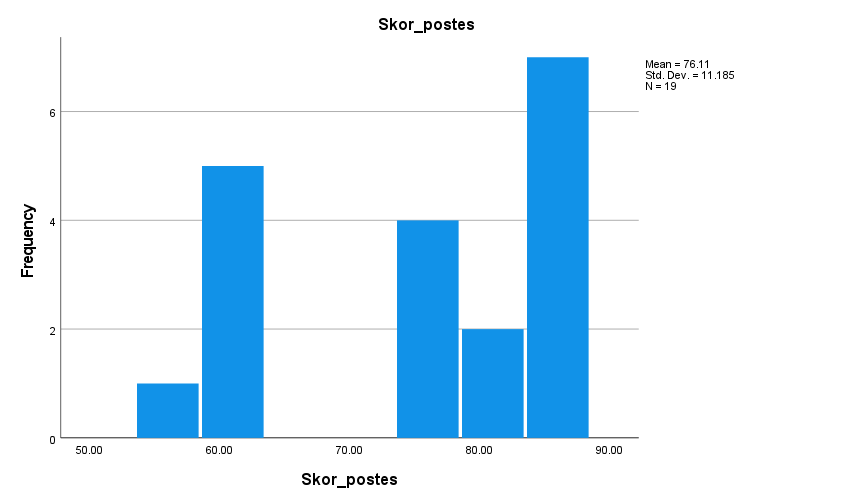 Skor_postes
Mean = 76.11
Std. Dev. = 11.185
N = 19
6
4
2
0
Frequency
50.00 60.00 70.00 80.00 90.00
Skor_postes